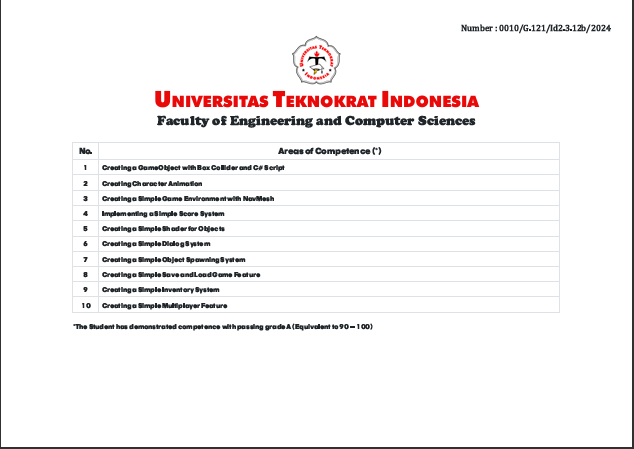 Number : 0010/G.121/Id2.3.12b/2024
UNIVERSITAS TEKNOKRAT
INDONESIA
UNIVERSITAS TEKNOKRAT INDONESIA
Faculty of Engineering and Computer Sciences
No. Areas of Competence (*)
1 Creating a GameObject with Box Collider and C# Script
2 Creating Character Animation
3 Creating a Simple Game Environment with NavMesh
4 Implementing a Simple Score System
5 Creating a Simple Shader for Objects
6 Creating a Simple Dialog System
7 Creating a Simple Object Spawning System
8 Creating a Simple Save and Load Game Feature
9 Creating a Simple Inventory System
10 Creating a Simple Multiplayer Feature
*The Student has demonstrated competence with passing grade A (Equivalent to 90 – 100)